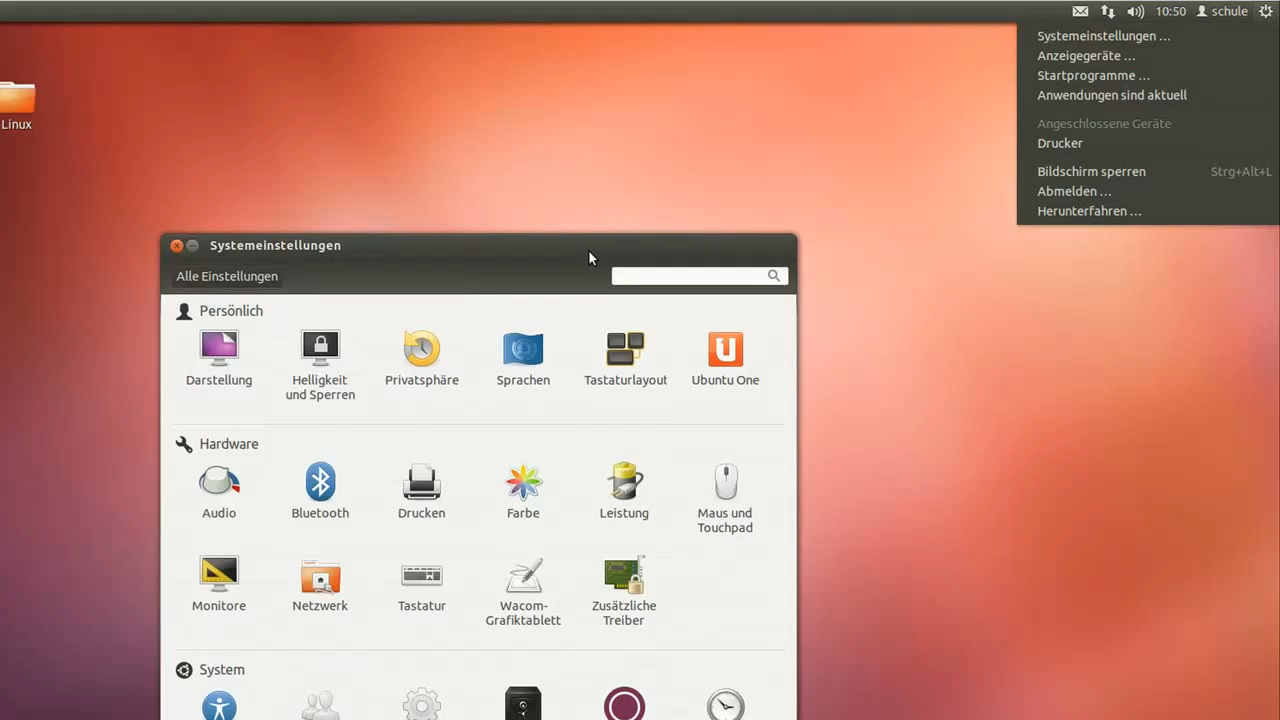 10:50 schule
Systemeinstellungen ...
Anzeigegeräte ...
Startprogramme ...
Anwendungen sind aktuell
Angeschlossene Geräte
Drucker
Bildschirm sperren Strg+Alt+L
Abmelden ...
Herunterfahren ...
Linux
Systemeinstellungen
Alle Einstellungen
Persönlich
Darstellung
Helligkeit
und Sperren
Privatsphäre
Sprachen
Tastaturlayout
Ubuntu One
Hardware
Audio
Bluetooth
Drucken
Farbe
Leistung
Maus und
Touchpad
Monitore
Netzwerk
Tastatur
Wacom-
Grafiktablett
Zusätzliche
Treiber
System